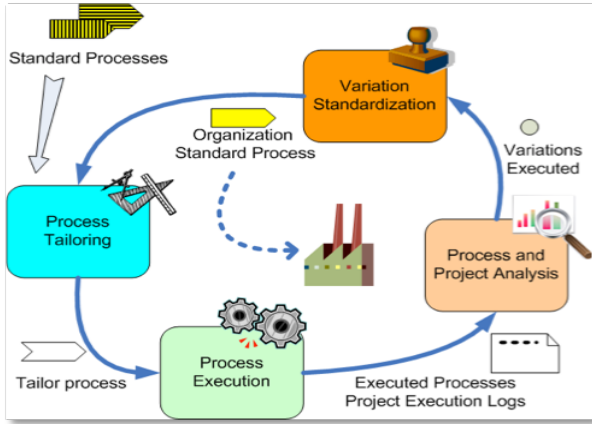 Standard Processes
Variation
Standardization
Organization
Standard Process
Variations
Executed
Process
Tailoring
Process and
Project Analysis
Tailor process
Process
Execution
Executed Processes
Project Execution Logs